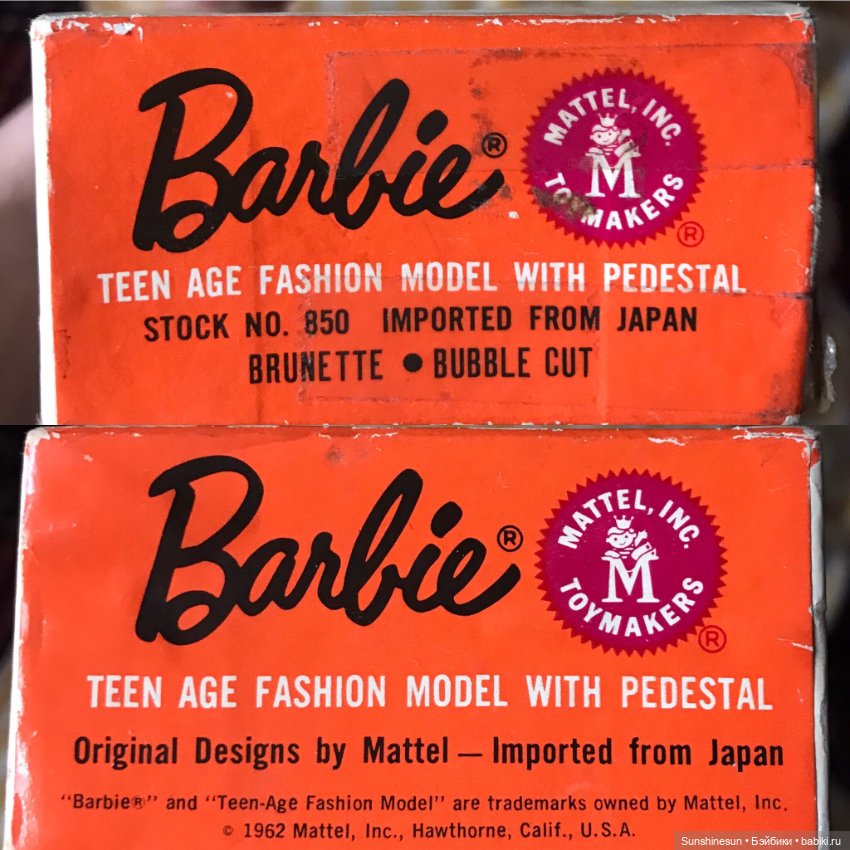 Barbie®
MATTEL, INC.
M
TOYMAKERS
®
TEEN AGE FASHION MODEL WITH PEDESTAL
STOCK NO. 850 IMPORTED FROM JAPAN
BRUNETTE ● BUBBLE CUT
Barbie®
MATTEL, INC.
M
TOYMAKERS
®
TEEN AGE FASHION MODEL WITH PEDESTAL
Original Designs by Mattel — Imported from Japan
"Barbie®" and "Teen-Age Fashion Model" are trademarks owned by Mattel, Inc.
© 1962 Mattel, Inc., Hawthorne, Calif., U.S.A.
Sunshinesun • Бэйбики • babiki.ru